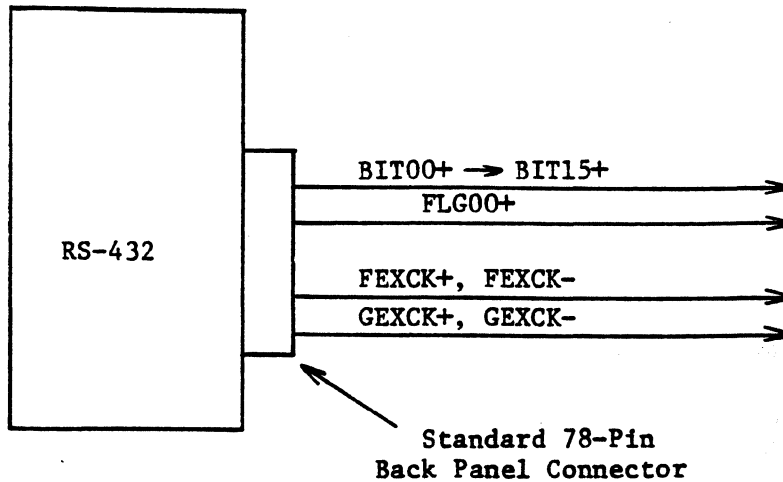 BIT00+ → BIT15+
FLG00+
RS-432
FEXCK+, FEXCK-
GEXCK+, GEXCK-
Standard 78-Pin
Back Panel Connector